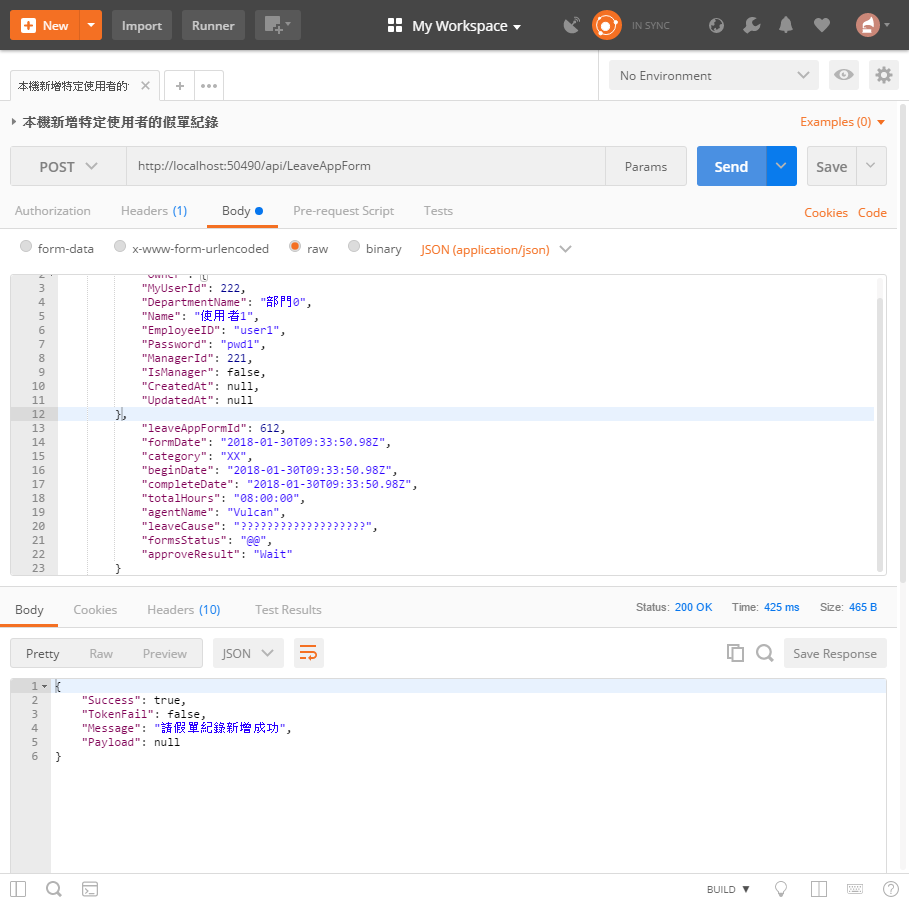 New Import Runner My Workspace IN SYNC
本機新增特定使用者的 No Environment
本機新增特定使用者的假單紀錄 Examples (0)
POST http://localhost:50490/api/LeaveAppForm Params Send Save
Authorization Headers (1) Body Pre-request Script Tests Cookies Code
form-data x-www-form-urlencoded raw binary JSON (application/json)
2 "Owner": {
3 "MyUserId": 222,
4 "DepartmentName": "部門0",
5 "Name": "使用者1",
6 "EmployeeID": "user1",
7 "Password": "pwd1",
8 "ManagerId": 221,
9 "IsManager": false,
10 "CreatedAt": null,
11 "UpdatedAt": null
12 },
13 "leaveAppFormId": 612,
14 "formDate": "2018-01-30T09:33:50.98Z",
15 "category": "XX",
16 "beginDate": "2018-01-30T09:33:50.98Z",
17 "completeDate": "2018-01-30T09:33:50.98Z",
18 "totalHours": "08:00:00",
19 "agentName": "Vulcan",
20 "leaveCause": "???????????????????",
21 "formsStatus": "@@",
22 "approveResult": "Wait"
23 }
Body Cookies Headers (10) Test Results Status: 200 OK Time: 425 ms Size: 465 B
Pretty Raw Preview JSON Save Response
1 {
2 "Success": true,
3 "TokenFail": false,
4 "Message": "請假單紀錄新增成功",
5 "Payload": null
6 }
BUILD